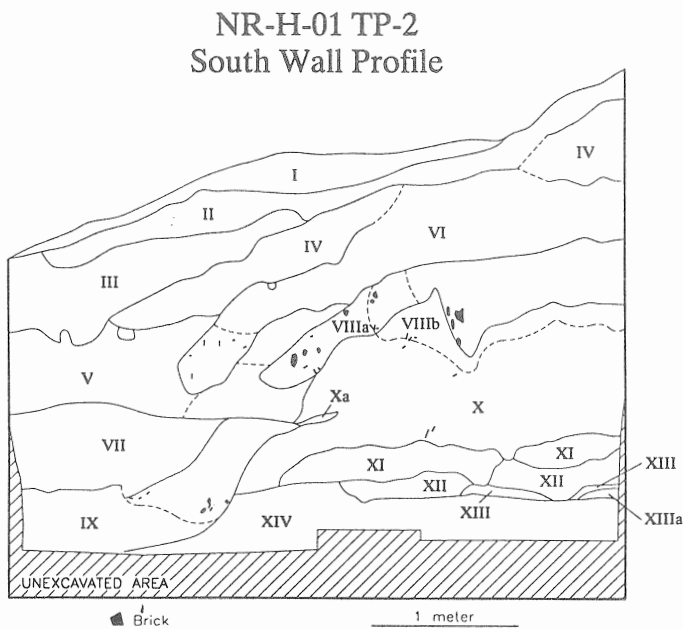 NR-H-01 TP-2
South Wall Profile
I
IV
II
IV
VI
III
VIIIa
VIIIb
V
Xa
X
VII
XI
XI
XIII
XII
XII
IX
XIV
XIII
XIIIa
UNEXCAVATED AREA
Brick
1 meter